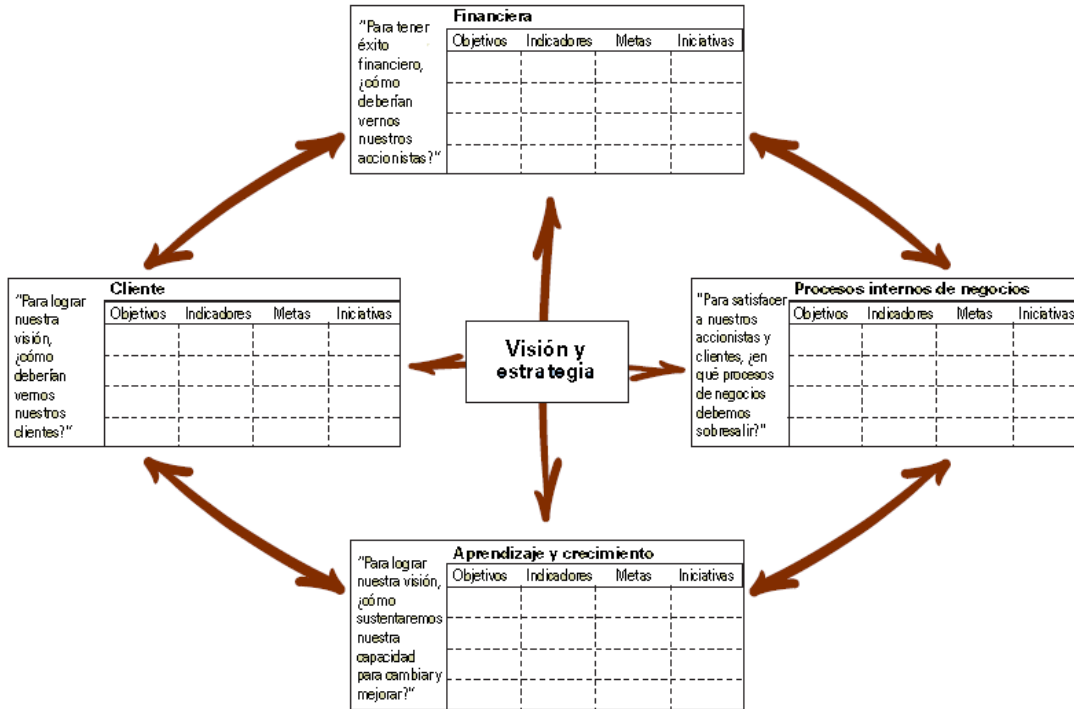 Financiera
"Para tener
éxito
financiero,
¿cómo
deberían
vernos
nuestros
accionistas?"
Objetivos Indicadores Metas Iniciativas
Cliente
"Para lograr
nuestra
visión,
¿cómo
deberían
vernos
nuestros
clientes?"
Objetivos Indicadores Metas Iniciativas
Visión y
estrategia
Procesos internos de negocios
"Para satisfacer
a nuestros
accionistas y
clientes, ¿en
qué procesos
de negocios
debemos
sobresalir?"
Objetivos Indicadores Metas Iniciativas
Aprendizaje y crecimiento
"Para lograr
nuestra visión,
¿cómo
sustentaremos
nuestra
capacidad
para cambiar y
mejorar?"
Objetivos Indicadores Metas Iniciativas